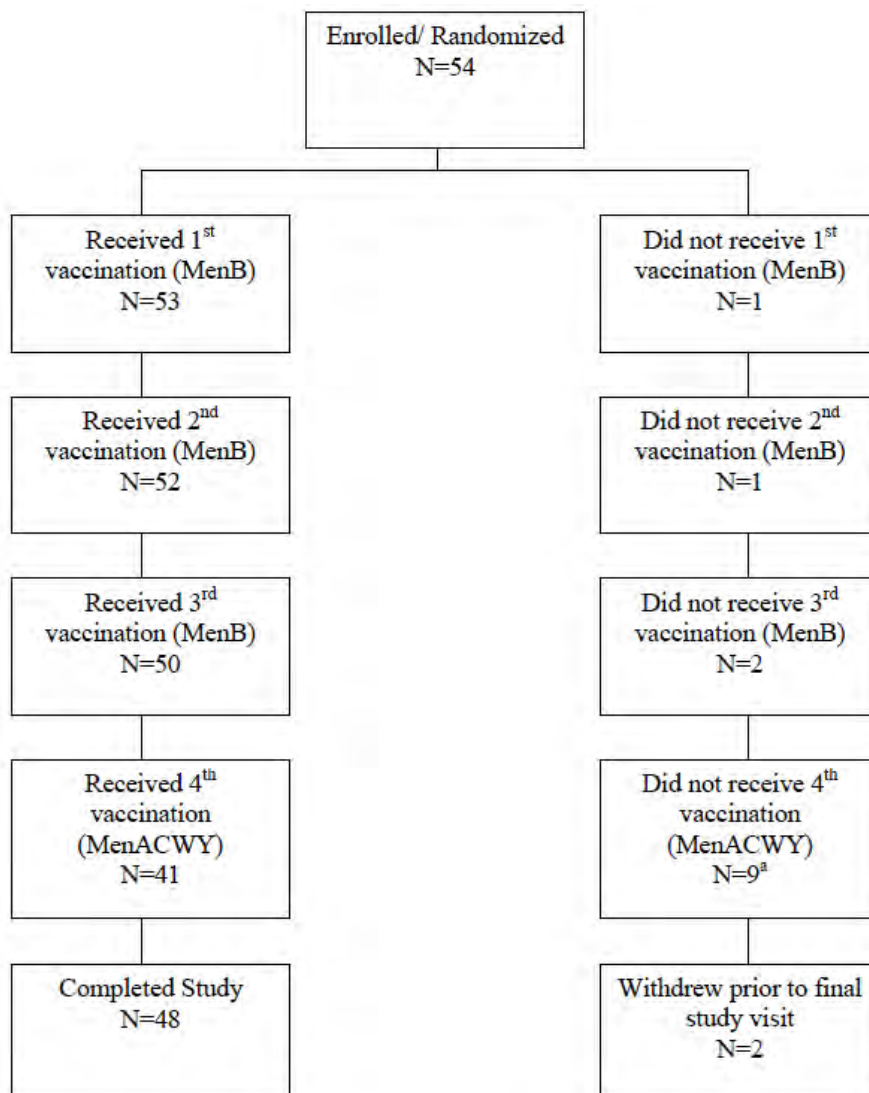 Enrolled/ Randomized
N=54
Received 1st
vaccination (MenB)
N=53
Did not receive 1st
vaccination (MenB)
N=1
Received 2nd
vaccination (MenB)
N=52
Did not receive 2nd
vaccination (MenB)
N=1
Received 3rd
vaccination (MenB)
N=50
Did not receive 3rd
vaccination (MenB)
N=2
Received 4th
vaccination
(MenACWY)
N=41
Did not receive 4th
vaccination
(MenACWY)
N=9a
Completed Study
N=48
Withdrew prior to final
study visit
N=2